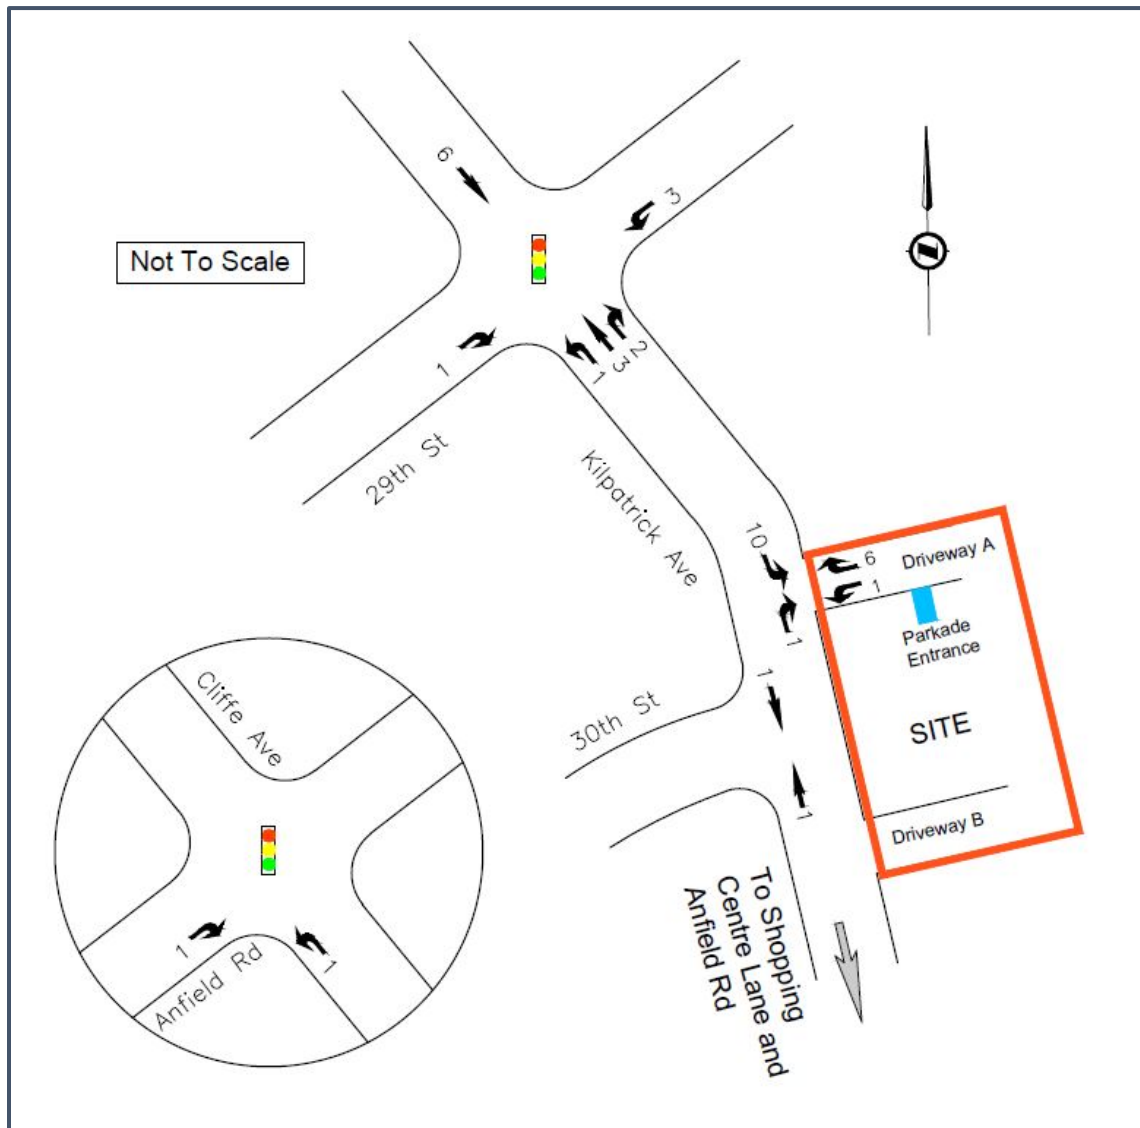 6
3
Not To Scale
1
2
3
1
29th St
Kilpatrick Ave
10
6
Driveway A
1
1
Parkade
Entrance
1
30th St
SITE
1
Driveway B
Cliffe Ave
1
1
Anfield Rd
To Shopping
Centre Lane and
Anfield Rd